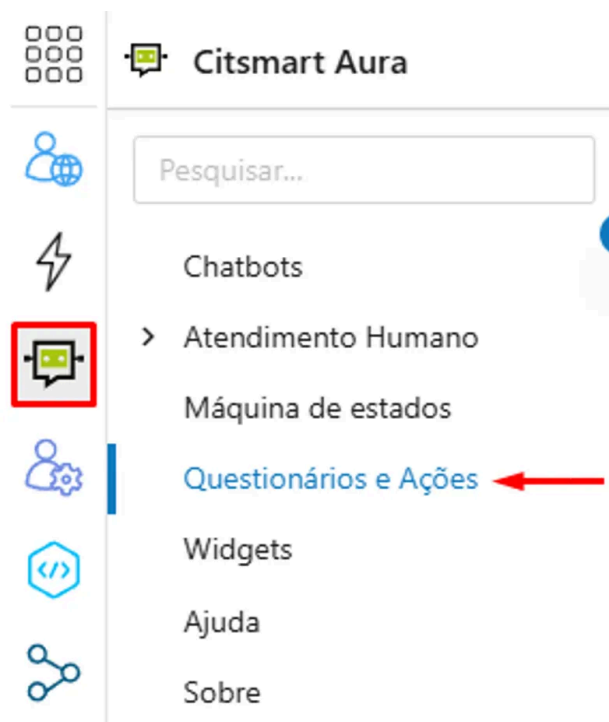 Citsmart Aura
Pesquisar...
Chatbots
Atendimento Humano
Máquina de estados
Questionários e Ações
Widgets
Ajuda
Sobre